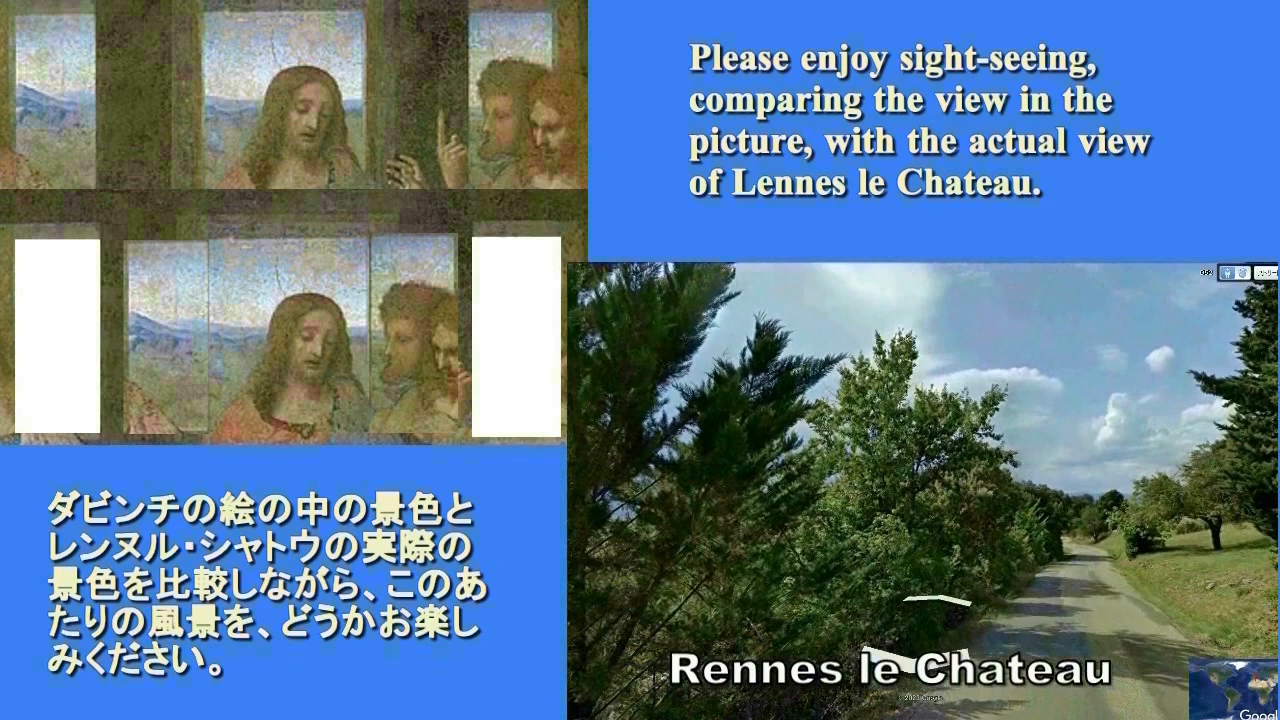 Please enjoy sight-seeing,
comparing the view in the
picture, with the actual view
of Lennes le Chateau.
ダビンチの絵の中の景色と
レンヌル・シャトウの実際の
景色を比較しながら、このあ
たりの風景を、どうかお楽し
みください。
Rennes le Chateau